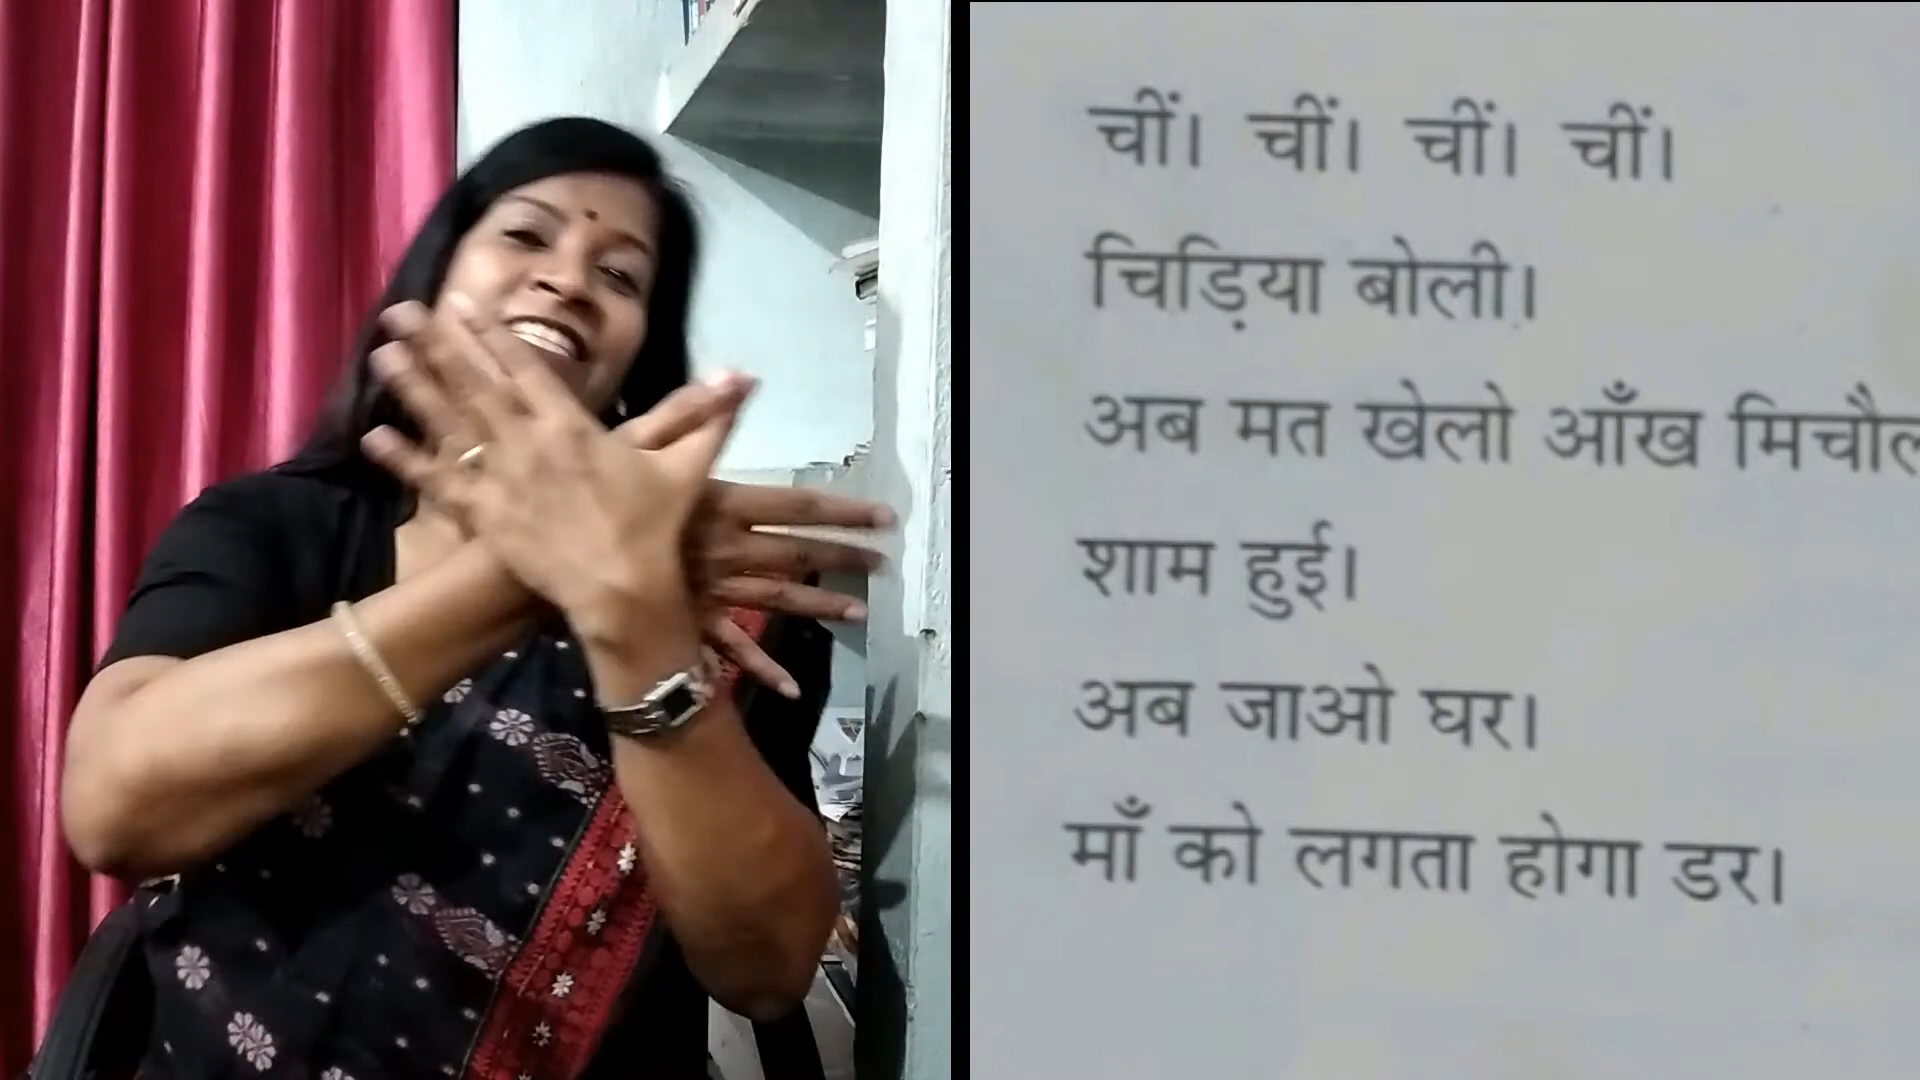 चीं। चीं। चीं। चीं।
चिड़िया बोली।
अब मत खेलो आँख
शाम हुई।
अब जाओ घर।
माँ को लगता होगा डर।